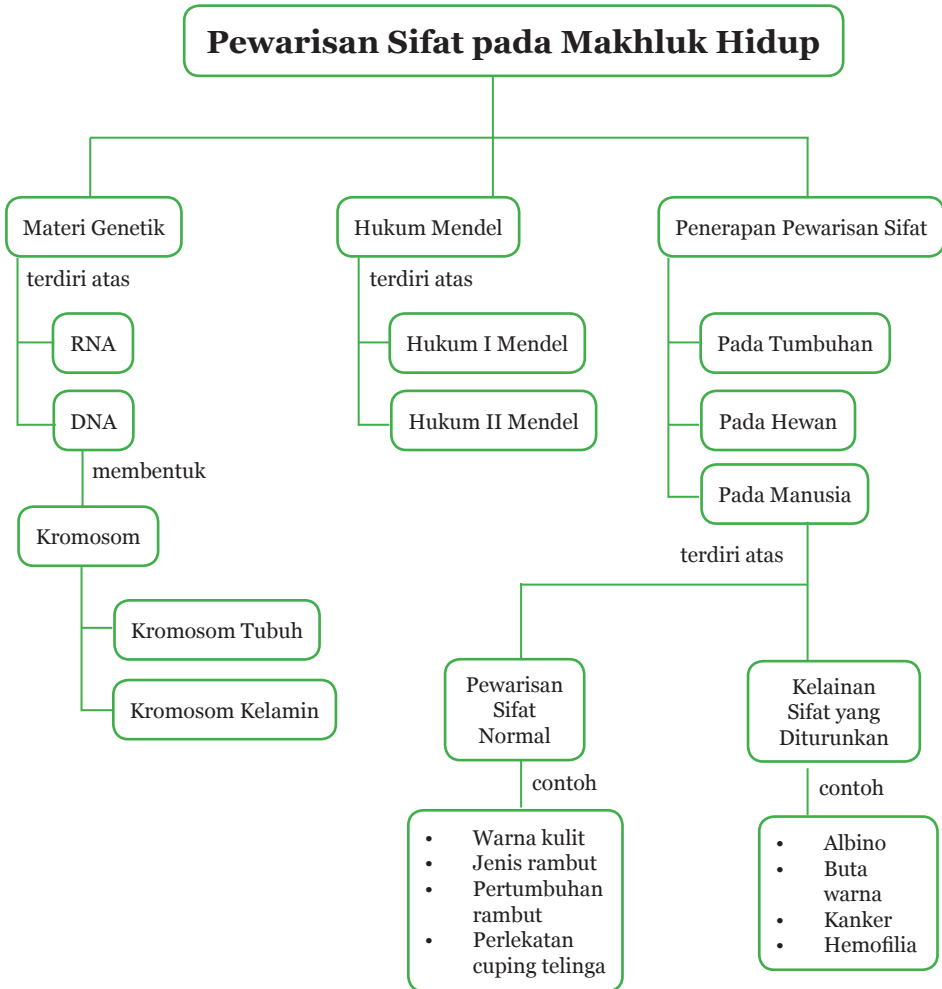 Pewarisan Sifat pada Makhluk Hidup
Materi Genetik
terdiri atas
RNA
DNA
membentuk
Kromosom
Kromosom Tubuh
Kromosom Kelamin
Hukum Mendel
terdiri atas
Hukum I Mendel
Hukum II Mendel
Penerapan Pewarisan Sifat
Pada Tumbuhan
Pada Hewan
Pada Manusia
terdiri atas
Pewarisan
Sifat
Normal
contoh
• Warna kulit
• Jenis rambut
• Pertumbuhan
rambut
• Perlekatan
cuping telinga
Kelainan
Sifat yang
Diturunkan
contoh
• Albino
• Buta
warna
• Kanker
• Hemofilia